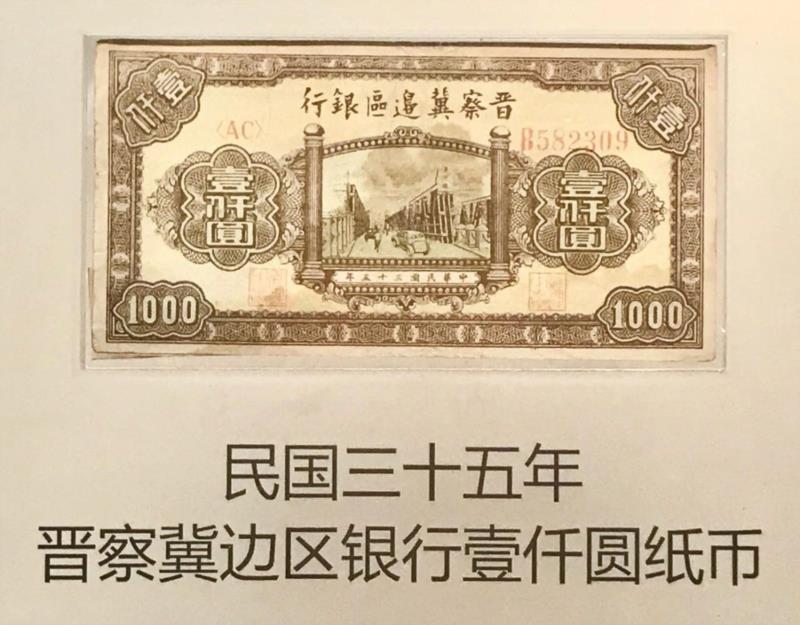 晋察冀邊區銀行
〈AC〉
B582309
壹仟
壹仟
壹仟圓
壹仟圓
中華民國三十五年
1000
1000
民国三十五年
晋察冀边区银行壹仟圆纸币